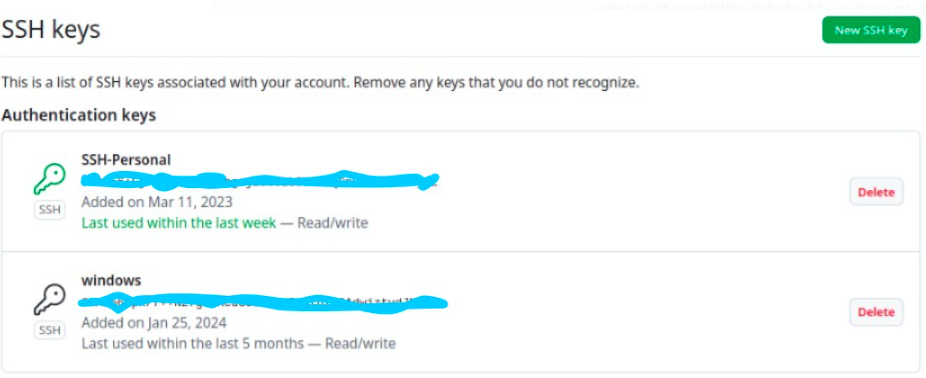 SSH keys
New SSH key
This is a list of SSH keys associated with your account. Remove any keys that you do not recognize.
Authentication keys
SSH-Personal
Added on Mar 11, 2023
SSH
Last used within the last week — Read/write
Delete
windows
Added on Jan 25, 2024
SSH
Last used within the last 5 months — Read/write
Delete